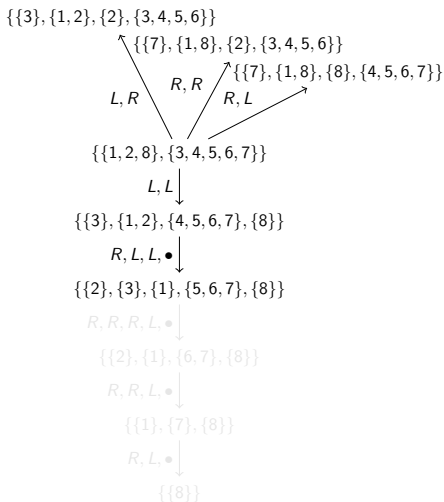 {{3}, {1, 2}, {2}, {3, 4, 5, 6}}
{{7}, {1, 8}, {2}, {3, 4, 5, 6}}
{{7}, {1, 8}, {8}, {4, 5, 6, 7}}
L, R
R, R
R, L
{{1, 2, 8}, {3, 4, 5, 6, 7}}
L, L
{{3}, {1, 2}, {4, 5, 6, 7}, {8}}
R, L, L, •
{{2}, {3}, {1}, {5, 6, 7}, {8}}
R, R, R, L, •
{{2}, {1}, {6, 7}, {8}}
R, R, L, •
{{1}, {7}, {8}}
R, L, •
{{8}}